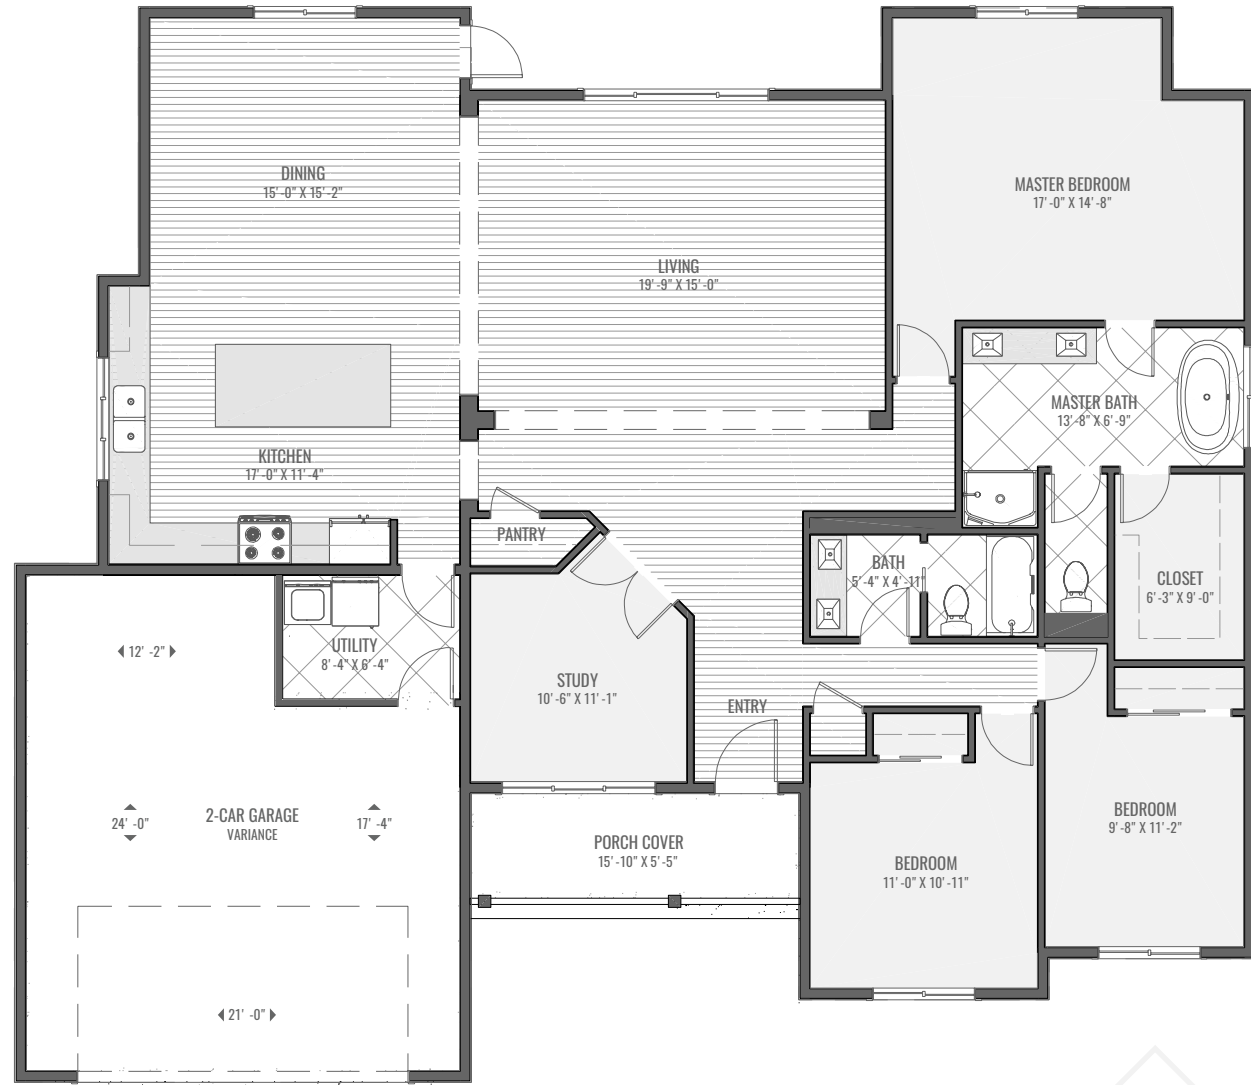 DINING
15'-0" X 15'-2"
MASTER BEDROOM
17'-0" X 14'-8"
LIVING
19'-9" X 15'-0"
MASTER BATH
13'-8" X 6'-9"
KITCHEN
17'-0" X 11'-4"
PANTRY
BATH
5'-4" X 4'-11"
CLOSET
6'-3" X 9'-0"
UTILITY
8'-4" X 6'-4"
12'-2"
STUDY
10'-6" X 11'-1"
ENTRY
2-CAR GARAGE
VARIANCE
24'-0"
17'-4"
BEDROOM
9'-8" X 11'-2"
PORCH COVER
15'-10" X 5'-5"
BEDROOM
11'-0" X 10'-11"
21'-0"